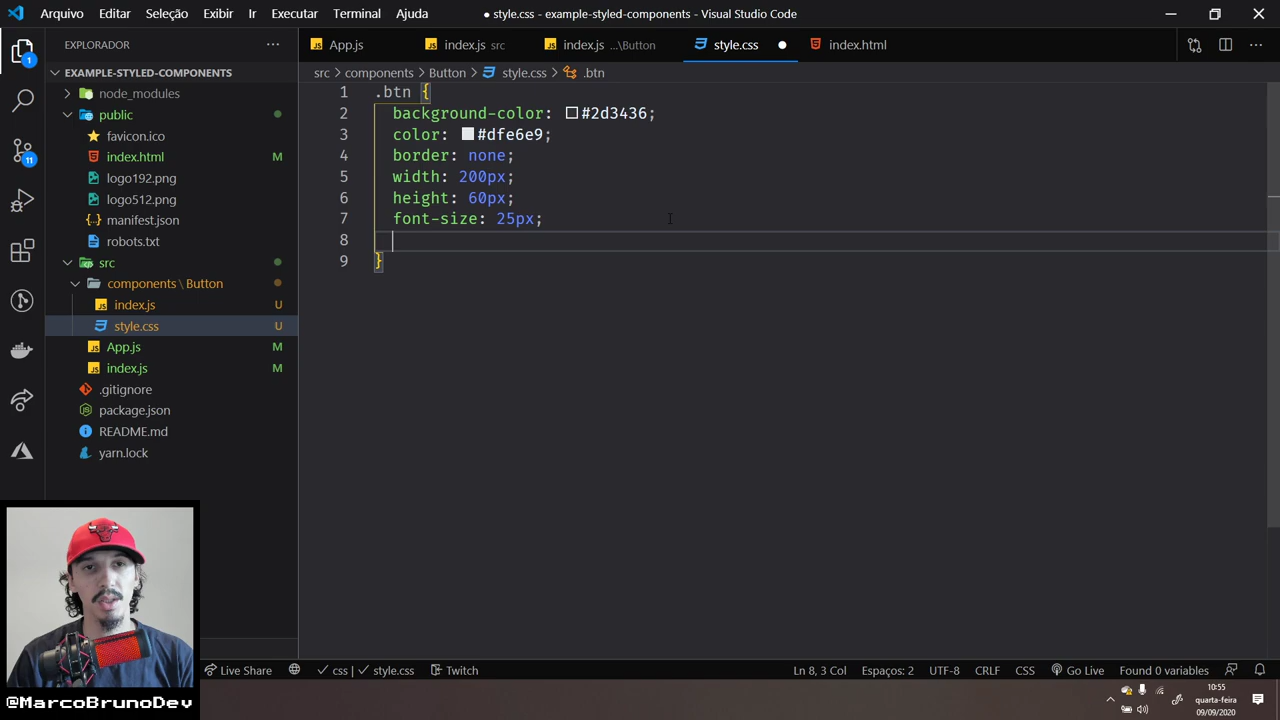 Arquivo Editar Seleção Exibir Ir Executar Terminal Ajuda ● style.css - example-styled-components - Visual Studio Code
EXPLORADOR
App.js index.js src index.js ...\Button style.css index.html
EXAMPLE-STYLED-COMPONENTS
src > components > Button > style.css > .btn
node_modules
public
favicon.ico
index.html M
logo192.png
logo512.png
manifest.json
robots.txt
src
components \ Button
index.js U
style.css U
App.js M
index.js M
.gitignore
package.json
README.md
yarn.lock
1
11
1 .btn {
2 background-color: #2d3436;
3 color: #dfe6e9;
4 border: none;
5 width: 200px;
6 height: 60px;
7 font-size: 25px;
8
9 }
Live Share css | style.css Twitch Ln 8, 3 Col Espaços: 2 UTF-8 CRLF CSS Go Live Found 0 variables
@MarcoBrunoDev
10:55
quarta-feira
09/09/2020